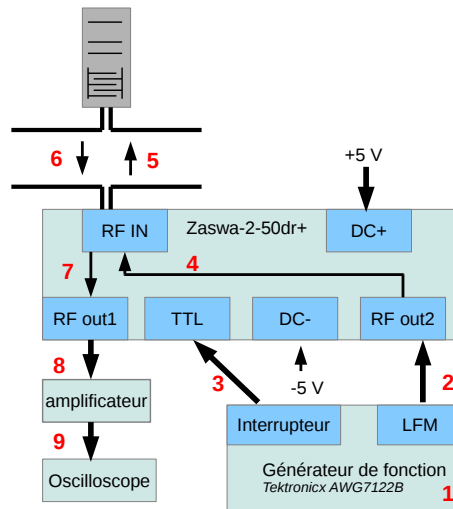 6
5
+5 V
RF IN
Zaswa-2-50dr+
DC+
7
4
RF out1
TTL
DC-
RF out2
8
3
-5 V
2
amplificateur
Interrupteur
LFM
9
Oscilloscope
Générateur de fonction
Tektronicx AWG7122B
1